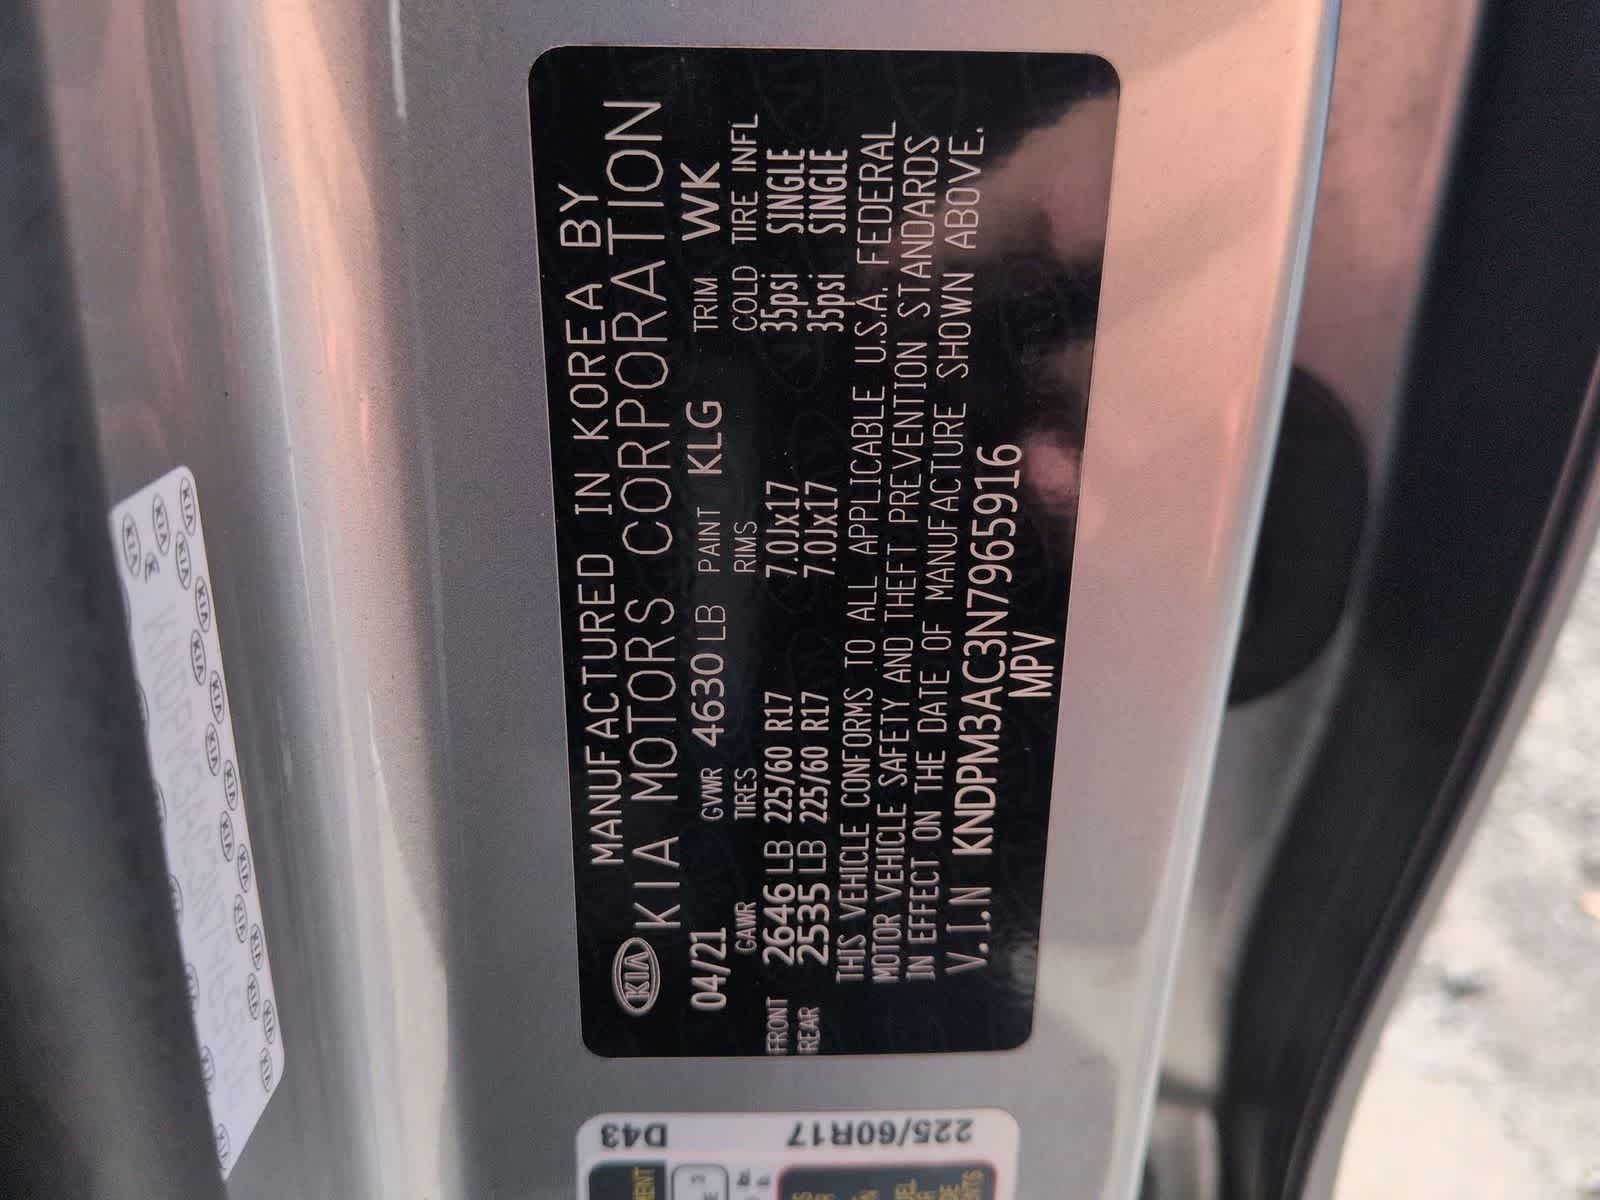 MANUFACTURED IN KOREA BY
KIA KIA MOTORS CORPORATION
04/21 GVWR 4630 LB PAINT KLG TRIM WK
GAWR TIRES RIMS COLD TIRE INFL
FRONT 2646 LB 225/60 R17 7.0Jx17 35psi SINGLE
REAR 2535 LB 225/60 R17 7.0Jx17 35psi SINGLE
THIS VEHICLE CONFORMS TO ALL APPLICABLE U.S.A. FEDERAL
MOTOR VEHICLE SAFETY AND THEFT PREVENTION STANDARDS
IN EFFECT ON THE DATE OF MANUFACTURE SHOWN ABOVE.
V.I.N KNDPM3AC3N7965916
MPV
225/60R17 D43